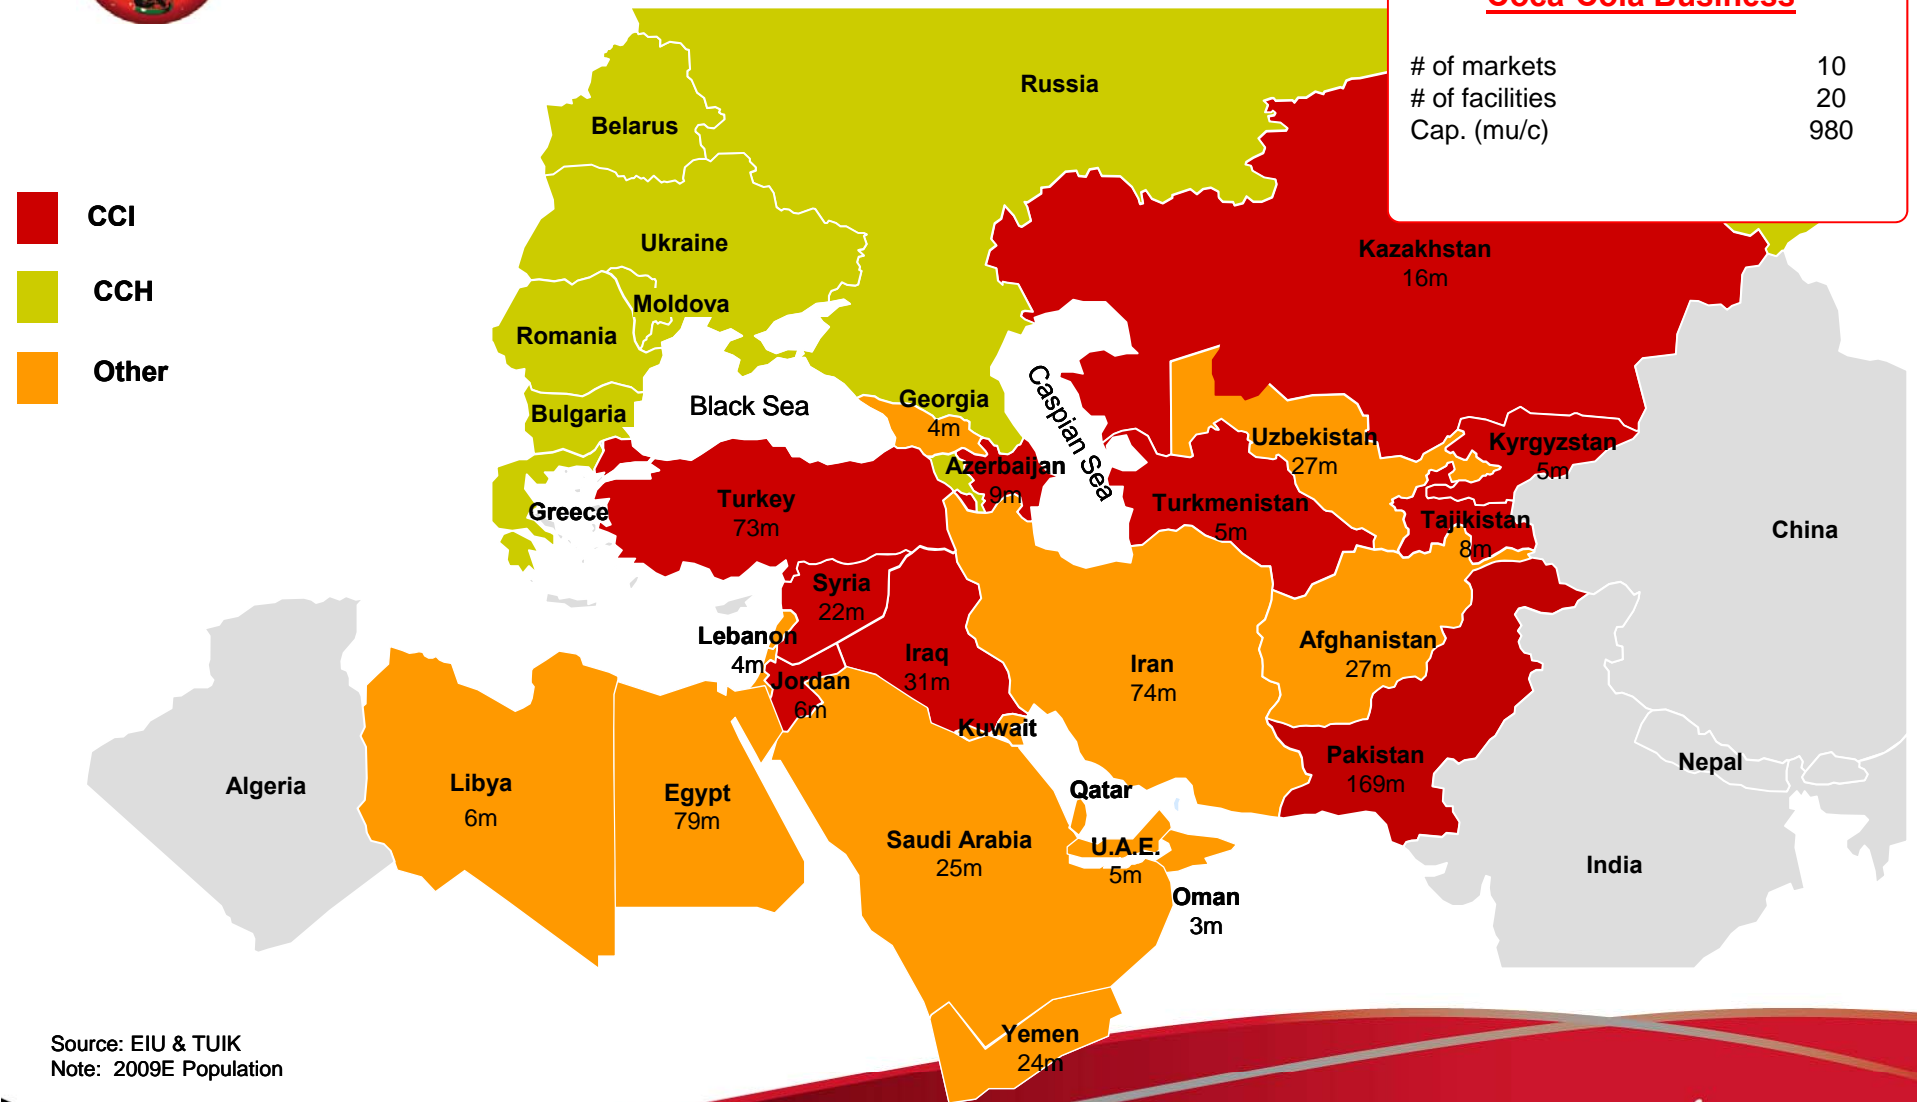 Coca-Cola Business
# of markets 10
# of facilities 20
Cap. (mu/c) 980
CCI
CCH
Other
Russia
Belarus
Ukraine
Moldova
Romania
Bulgaria
Black Sea
Georgia
4m
Caspian Sea
Kazakhstan
16m
Uzbekistan
27m
Kyrgyzstan
5m
Azerbaijan
9m
Turkmenistan
5m
Tajikistan
8m
Greece
Turkey
73m
China
Syria
22m
Lebanon
4m
Iraq
31m
Jordan
6m
Iran
74m
Afghanistan
27m
Kuwait
Pakistan
169m
Nepal
Algeria
Libya
6m
Egypt
79m
Qatar
Saudi Arabia
25m
U.A.E.
5m
Oman
3m
India
Yemen
24m
Source: EIU & TUIK
Note: 2009E Population